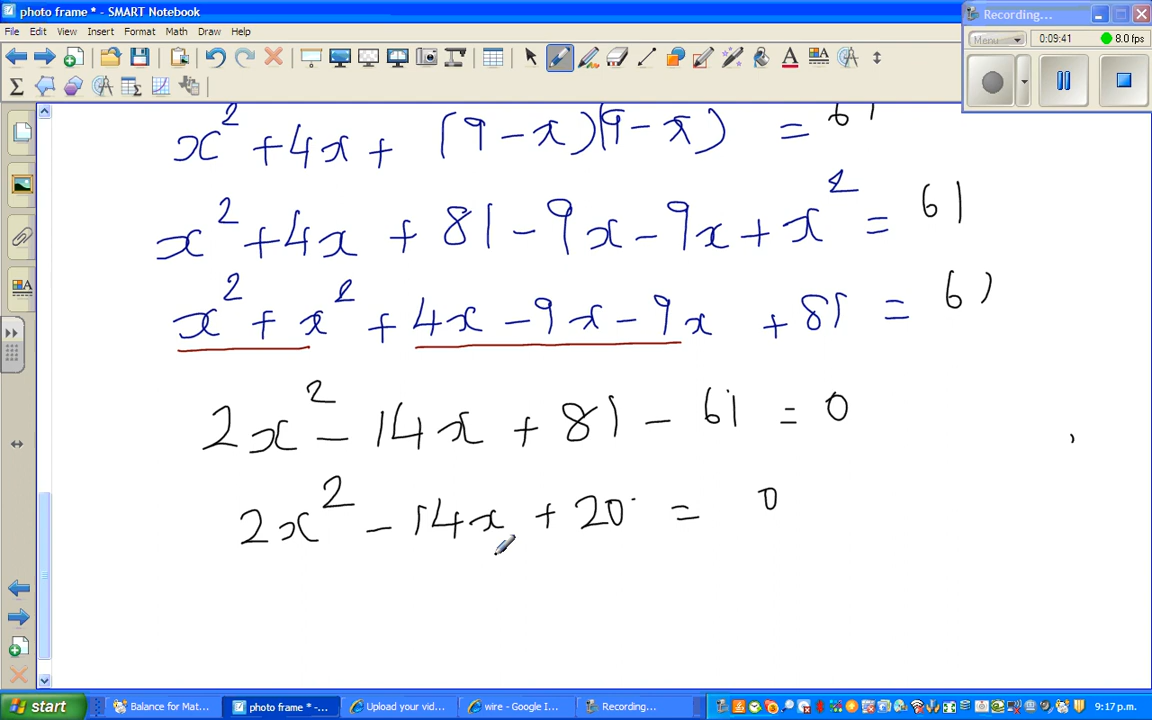 photo frame * - SMART Notebook
File Edit View Insert Format Math Draw Help
Recording...
Menu 0:09:41 8.0 fps
x² + 4x + (9 - x)(9 - x) = 61
x² + 4x + 81 - 9x - 9x + x² = 61
x² + x² + 4x - 9x - 9x + 81 = 61
2x² - 14x + 81 - 61 = 0
2x² - 14x + 20 = 0
start Balance for Mat... photo frame * -... Upload your vid... wire - Google I... Recording... 9:17 p.m.